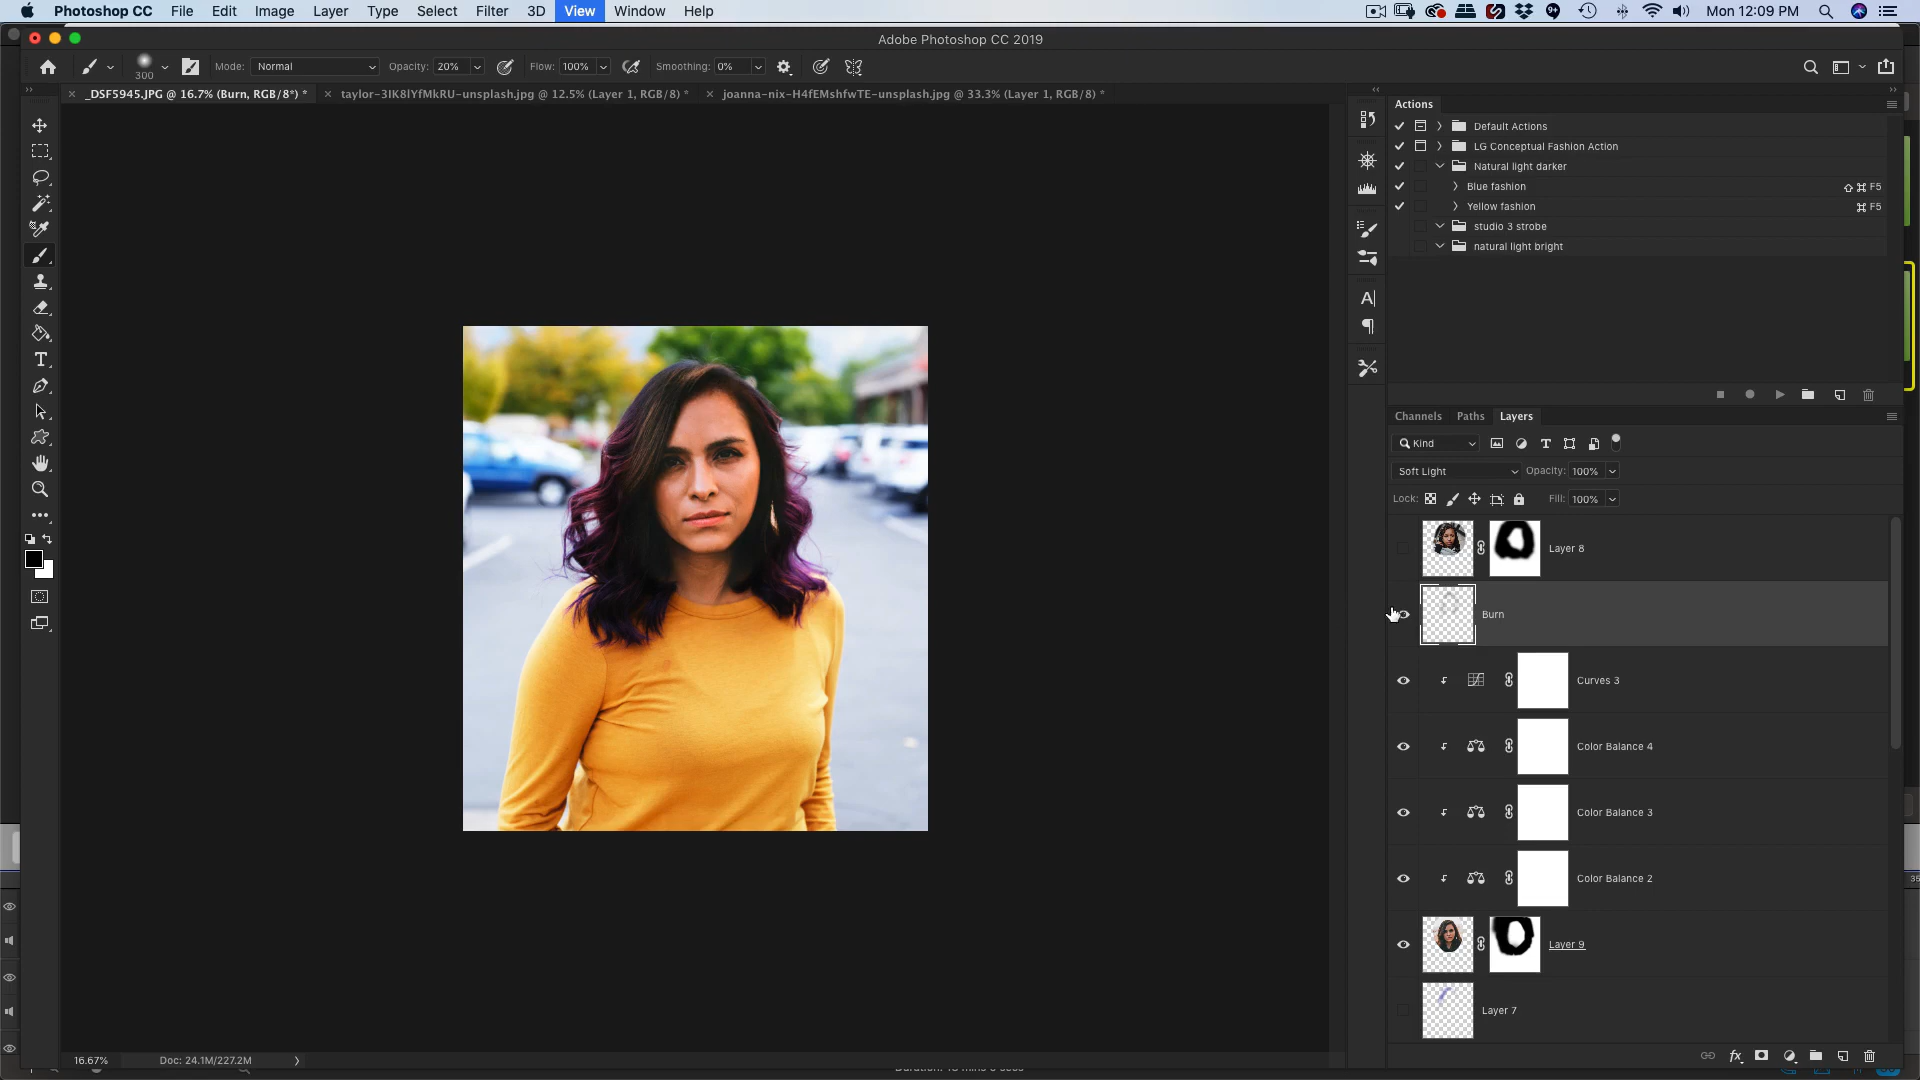 Photoshop CC File Edit Image Layer Type Select Filter 3D View Window Help Mon 12:09 PM
Adobe Photoshop CC 2019
300 Mode: Normal Opacity: 20% Flow: 100% Smoothing: 0%
_DSF5945.JPG @ 16.7% (Burn, RGB/8*) * taylor-3IK8lYfMkRU-unsplash.jpg @ 12.5% (Layer 1, RGB/8) * joanna-nix-H4fEMshfwTE-unsplash.jpg @ 33.3% (Layer 1, RGB/8) *
Actions
Default Actions
LG Conceptual Fashion Action
Natural light darker
Blue fashion F5
Yellow fashion F5
studio 3 strobe
natural light bright
Channels Paths Layers
Kind
Soft Light Opacity: 100%
Lock: Fill: 100%
Layer 8
Burn
Curves 3
Color Balance 4
Color Balance 3
Color Balance 2
Layer 9
Layer 7
16.67% Doc: 24.1M/227.2M